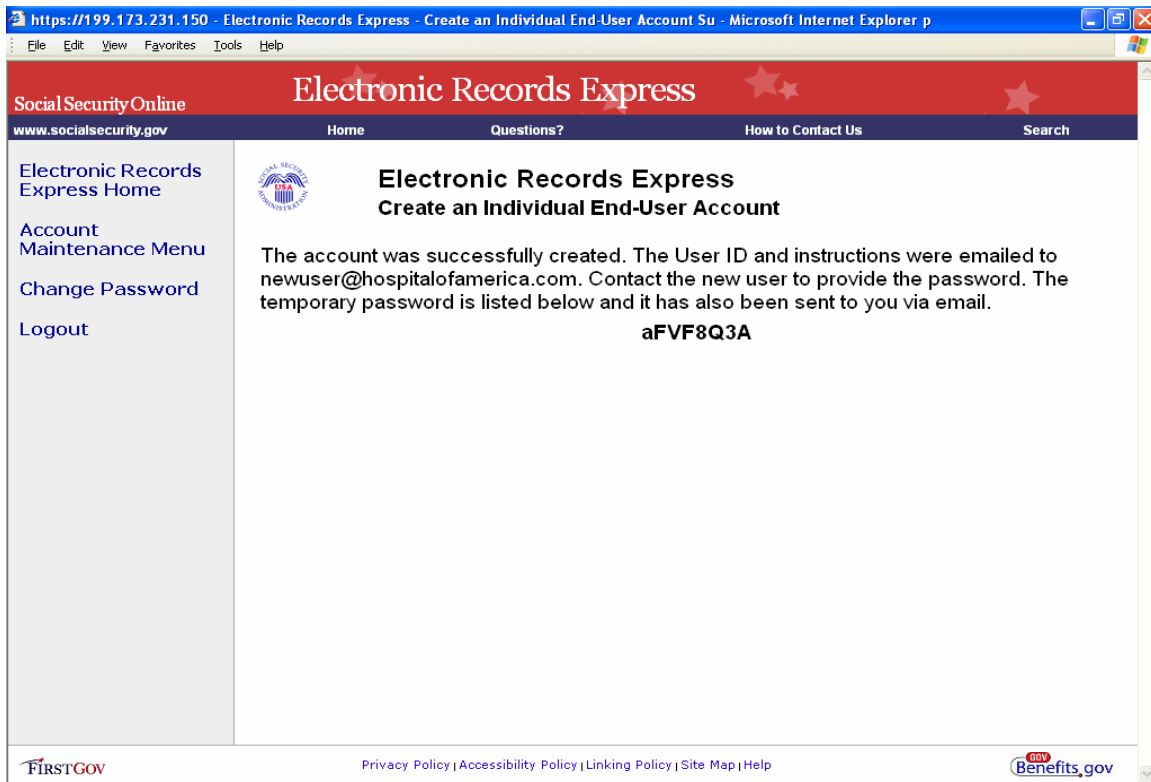 https://199.173.231.150 - Electronic Records Express - Create an Individual End-User Account Su - Microsoft Internet Explorer p
File Edit View Favorites Tools Help
Social Security Online
Electronic Records Express
www.socialsecurity.gov
Home Questions? How to Contact Us Search
Electronic Records
Express Home
Account
Maintenance Menu
Change Password
Logout
SOCIAL SECURITY ADMINISTRATION
USA
Electronic Records Express
Create an Individual End-User Account
The account was successfully created. The User ID and instructions were emailed to
newuser@hospitalofamerica.com. Contact the new user to provide the password. The
temporary password is listed below and it has also been sent to you via email.
aFVF8Q3A
FIRSTGOV
Privacy Policy | Accessibility Policy | Linking Policy | Site Map | Help
GOV
Benefits.gov